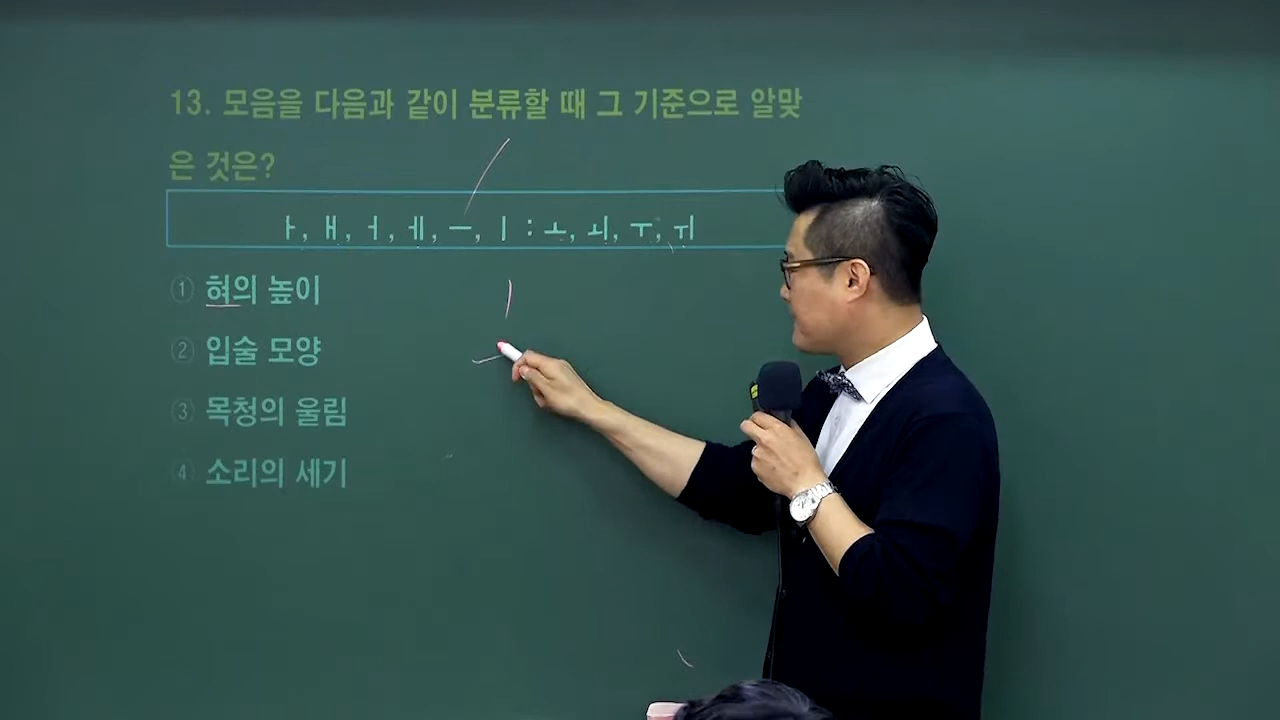 13. 모음을 다음과 같이 분류할 때 그 기준으로 알맞
은 것은?
ㅏ, ㅐ, ㅓ, ㅔ, ㅡ, ㅣ : ㅗ, ㅚ, ㅜ, ㅟ
① 혀의 높이
② 입술 모양
③ 목청의 울림
④ 소리의 세기